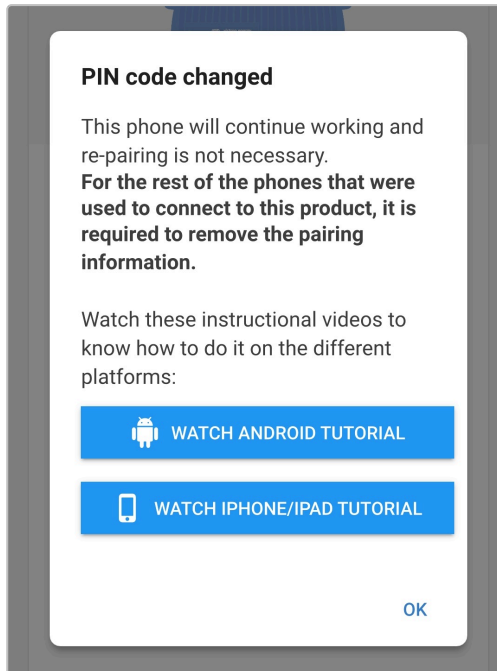 PIN code changed
This phone will continue working and
re-pairing is not necessary.
For the rest of the phones that were
used to connect to this product, it is
required to remove the pairing
information.
Watch these instructional videos to
know how to do it on the different
platforms:
WATCH ANDROID TUTORIAL
WATCH IPHONE/IPAD TUTORIAL
OK